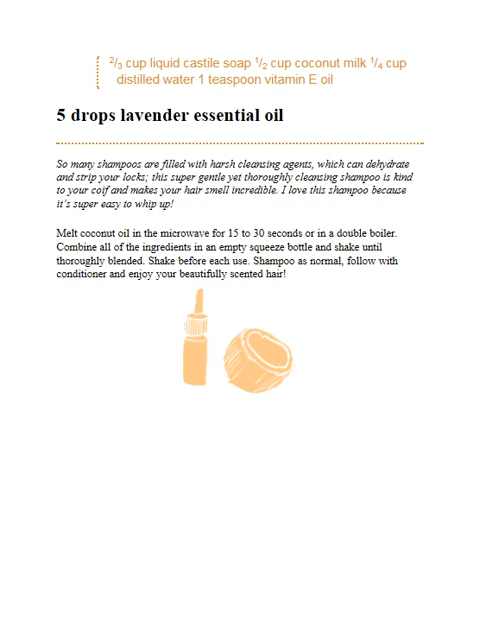 2/3 cup liquid castile soap 1/2 cup coconut milk 1/4 cup
distilled water 1 teaspoon vitamin E oil
5 drops lavender essential oil
So many shampoos are filled with harsh cleansing agents, which can dehydrate
and strip your locks; this super gentle yet thoroughly cleansing shampoo is kind
to your coif and makes your hair smell incredible. I love this shampoo because
it's super easy to whip up!
Melt coconut oil in the microwave for 15 to 30 seconds or in a double boiler.
Combine all of the ingredients in an empty squeeze bottle and shake until
thoroughly blended. Shake before each use. Shampoo as normal, follow with
conditioner and enjoy your beautifully scented hair!